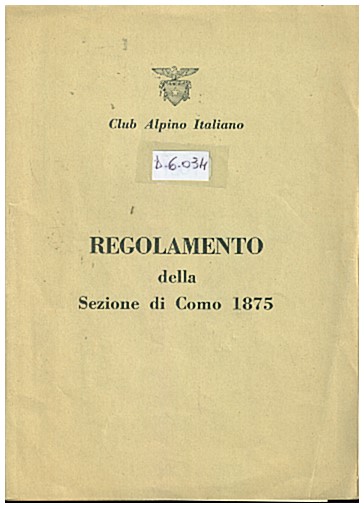 Club Alpino Italiano
D.6.034
REGOLAMENTO
della
Sezione di Como 1875